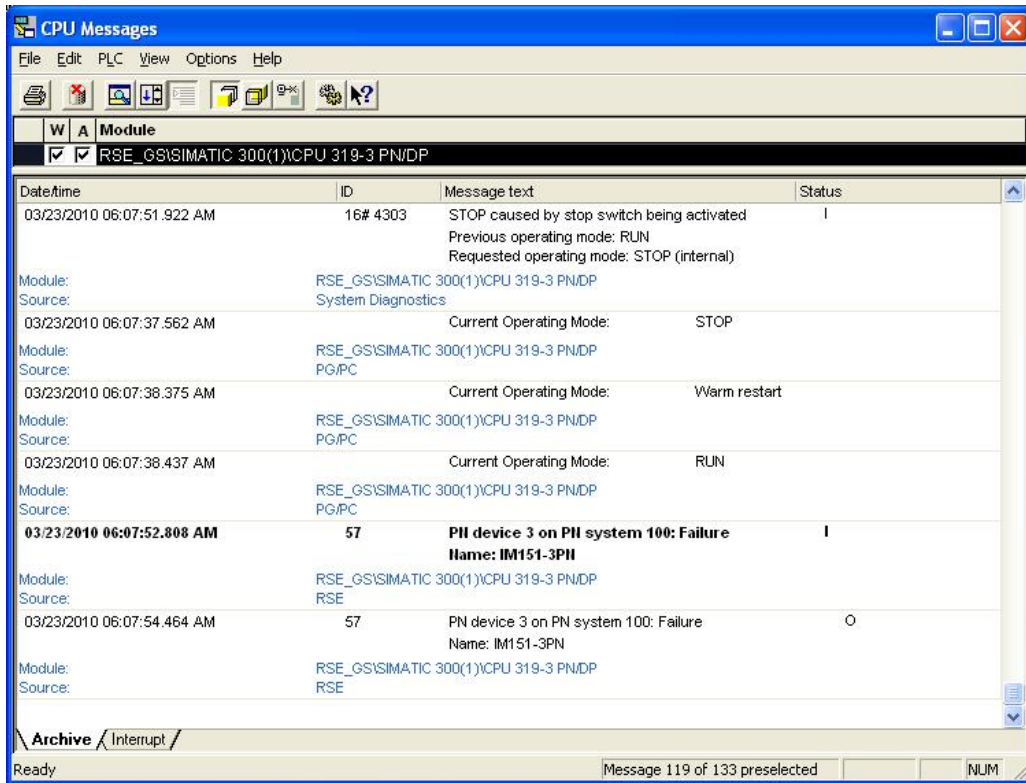 CPU Messages
File Edit PLC View Options Help
W A Module
RSE_GS\SIMATIC 300(1)\CPU 319-3 PN/DP
Date/time ID Message text Status
03/23/2010 06:07:51.922 AM 16# 4303 STOP caused by stop switch being activated I
Previous operating mode: RUN
Requested operating mode: STOP (internal)
Module: RSE_GS\SIMATIC 300(1)\CPU 319-3 PN/DP
Source: System Diagnostics
03/23/2010 06:07:37.562 AM Current Operating Mode: STOP
Module: RSE_GS\SIMATIC 300(1)\CPU 319-3 PN/DP
Source: PG/PC
03/23/2010 06:07:38.375 AM Current Operating Mode: Warm restart
Module: RSE_GS\SIMATIC 300(1)\CPU 319-3 PN/DP
Source: PG/PC
03/23/2010 06:07:38.437 AM Current Operating Mode: RUN
Module: RSE_GS\SIMATIC 300(1)\CPU 319-3 PN/DP
Source: PG/PC
03/23/2010 06:07:52.808 AM 57 PN device 3 on PN system 100: Failure I
Name: IM151-3PN
Module: RSE_GS\SIMATIC 300(1)\CPU 319-3 PN/DP
Source: RSE
03/23/2010 06:07:54.464 AM 57 PN device 3 on PN system 100: Failure O
Name: IM151-3PN
Module: RSE_GS\SIMATIC 300(1)\CPU 319-3 PN/DP
Source: RSE
Archive Interrupt
Ready Message 119 of 133 preselected NUM